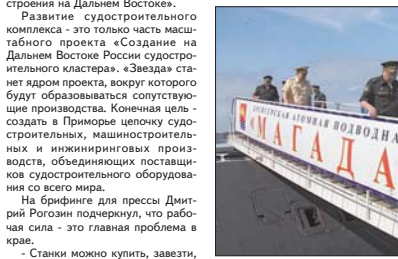 строения на Дальнем Востоке».
Развитие судостроительного
комплекса - это только часть масш-
табного проекта «Создание на
Дальнем Востоке России судостро-
ительного кластера». «Звезда» ста-
нет ядром проекта, вокруг которого
будут образовываться сопутствую-
щие производства. Конечная цель -
создать в Приморье цепочку судо-
строительных, машиностроитель-
ных и инжиниринговых произ-
водств, объединяющих поставщи-
ков судостроительного оборудова-
ния со всего мира.
На брифинге для прессы Дмит-
рий Рогозин подчеркнул, что рабо-
чая сила - это главная проблема в
крае.
- Станки можно купить, завезти,
АТОМНАЯ ПОДВОДНА
«МАГАДА